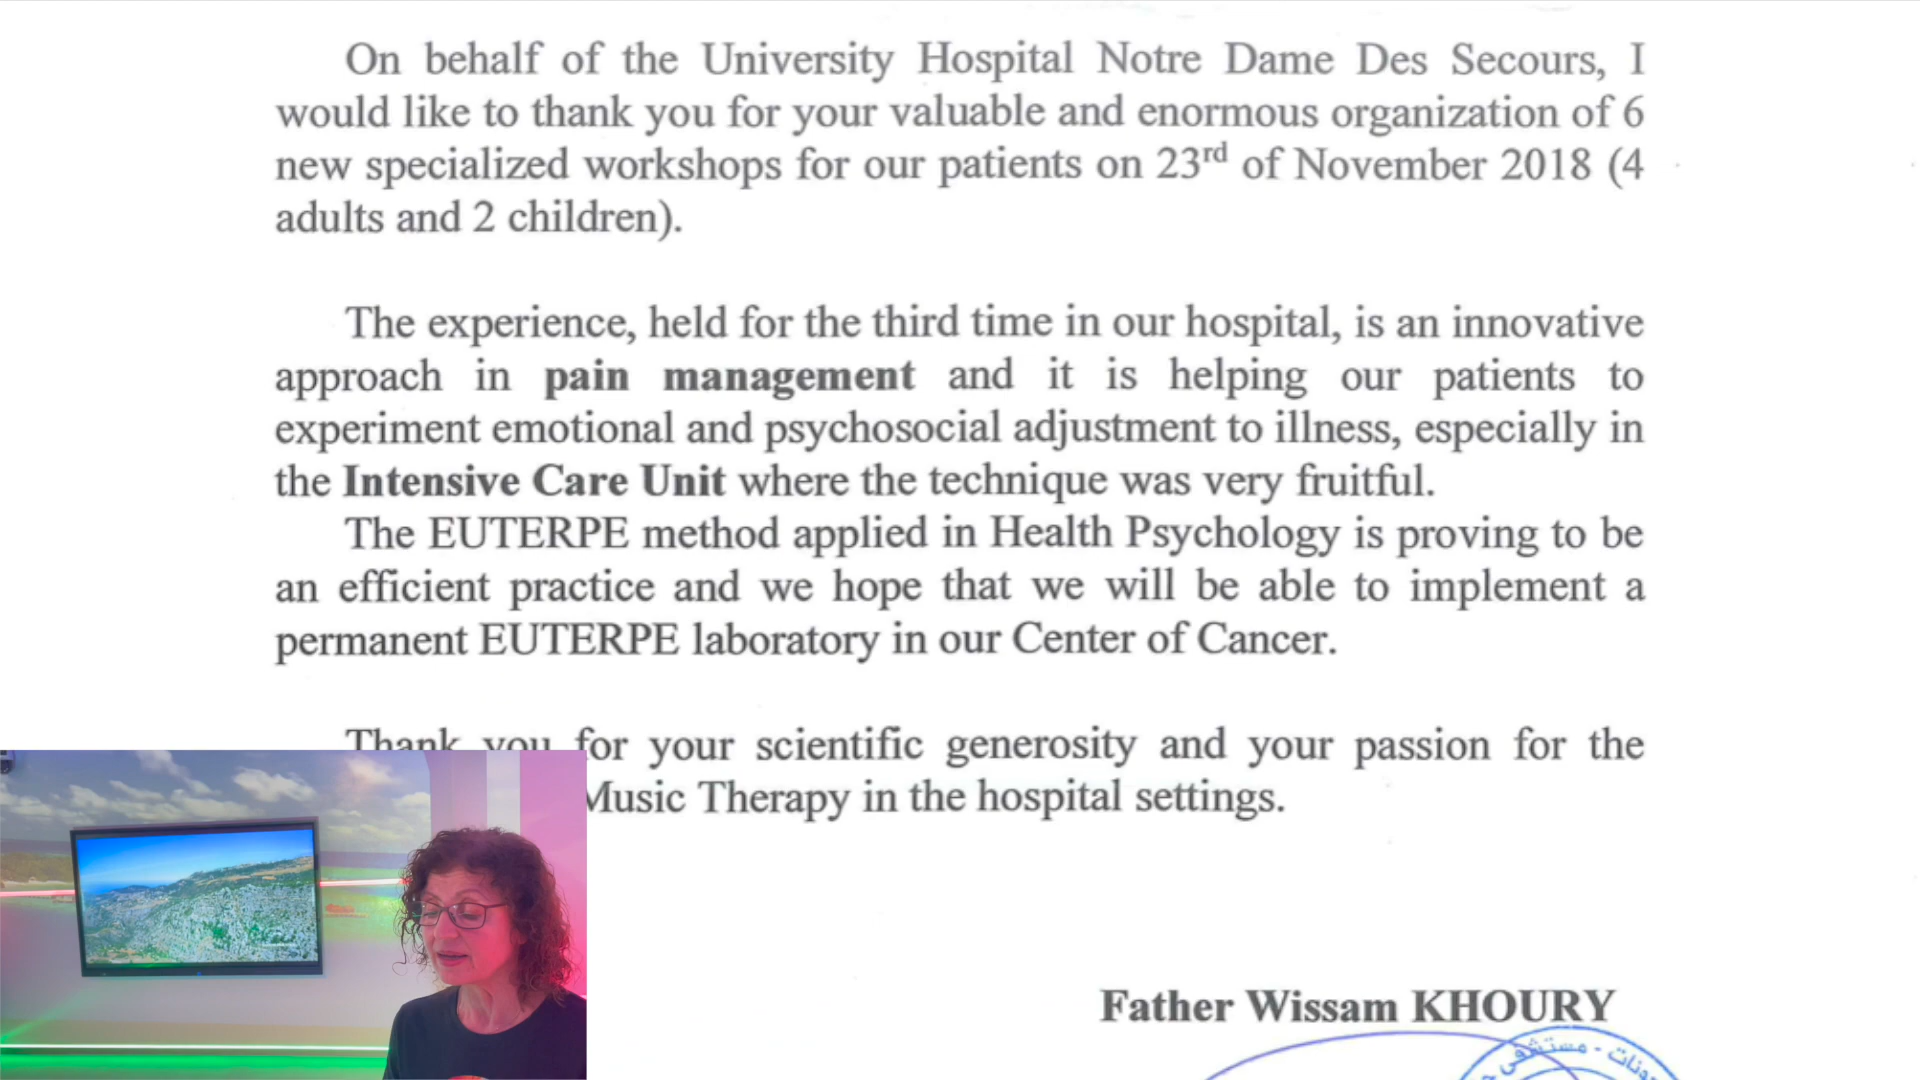 On behalf of the University Hospital Notre Dame Des Secours, I
would like to thank you for your valuable and enormous organization of 6
new specialized workshops for our patients on 23rd of November 2018 (4
adults and 2 children).
The experience, held for the third time in our hospital, is an innovative
approach in pain management and it is helping our patients to
experiment emotional and psychosocial adjustment to illness, especially in
the Intensive Care Unit where the technique was very fruitful.
The EUTERPE method applied in Health Psychology is proving to be
an efficient practice and we hope that we will be able to implement a
permanent EUTERPE laboratory in our Center of Cancer.
Thank you for your scientific generosity and your passion for the
Music Therapy in the hospital settings.
Father Wissam KHOURY
مستشفى